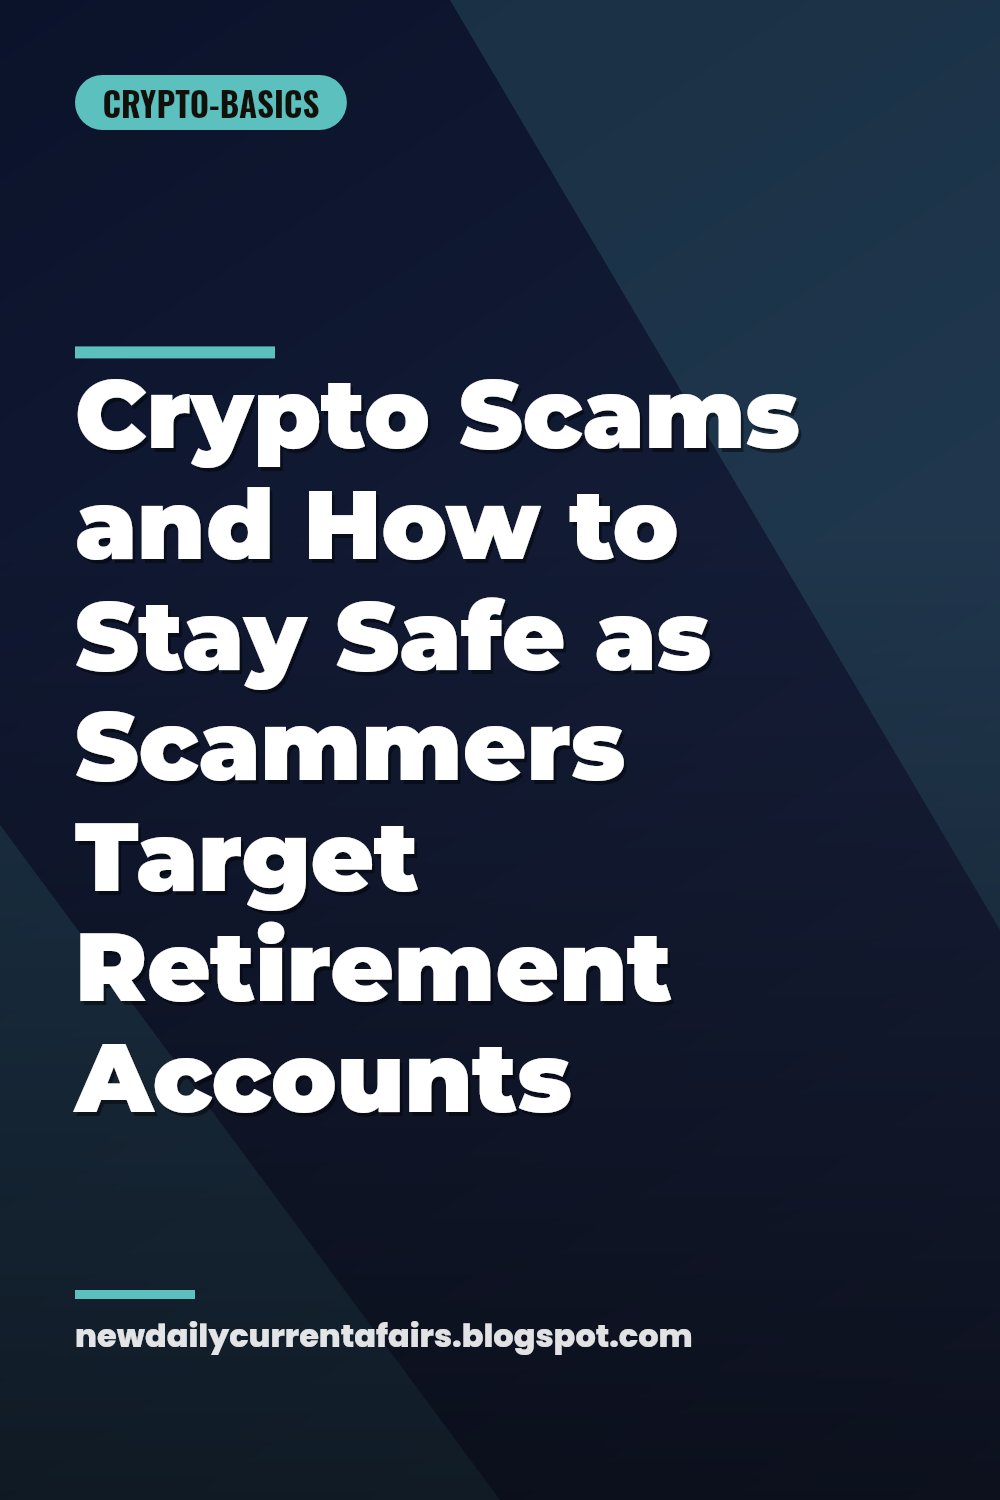 CRYPTO-BASICS
Crypto Scams
and How to
Stay Safe as
Scammers
Target
Retirement
Accounts
newdailycurrentafairs.blogspot.com